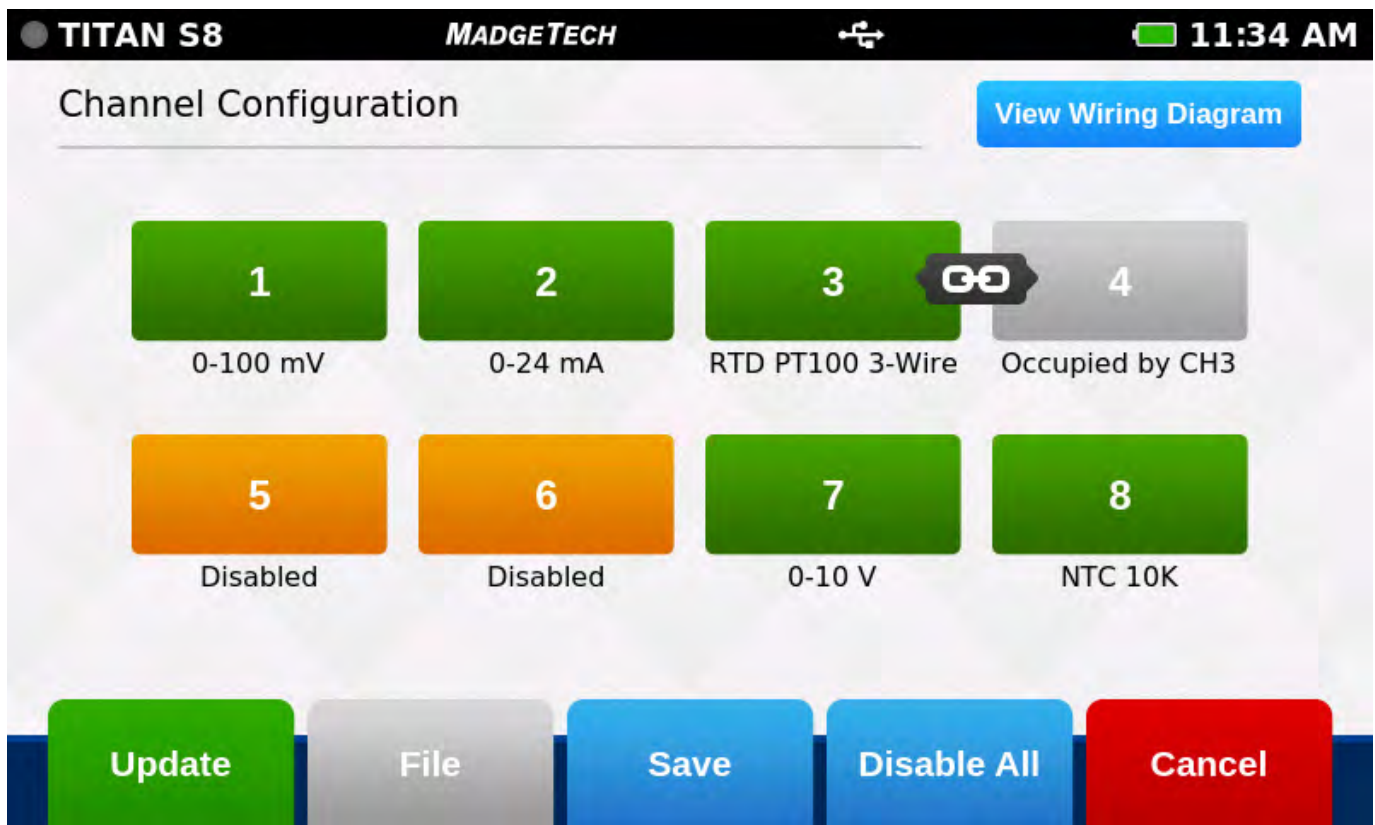 TITAN S8 MADGETECH 11:34 AM
Channel Configuration
View Wiring Diagram
1 2 3 4
0-100 mV 0-24 mA RTD PT100 3-Wire Occupied by CH3
5 6 7 8
Disabled Disabled 0-10 V NTC 10K
Update File Save Disable All Cancel